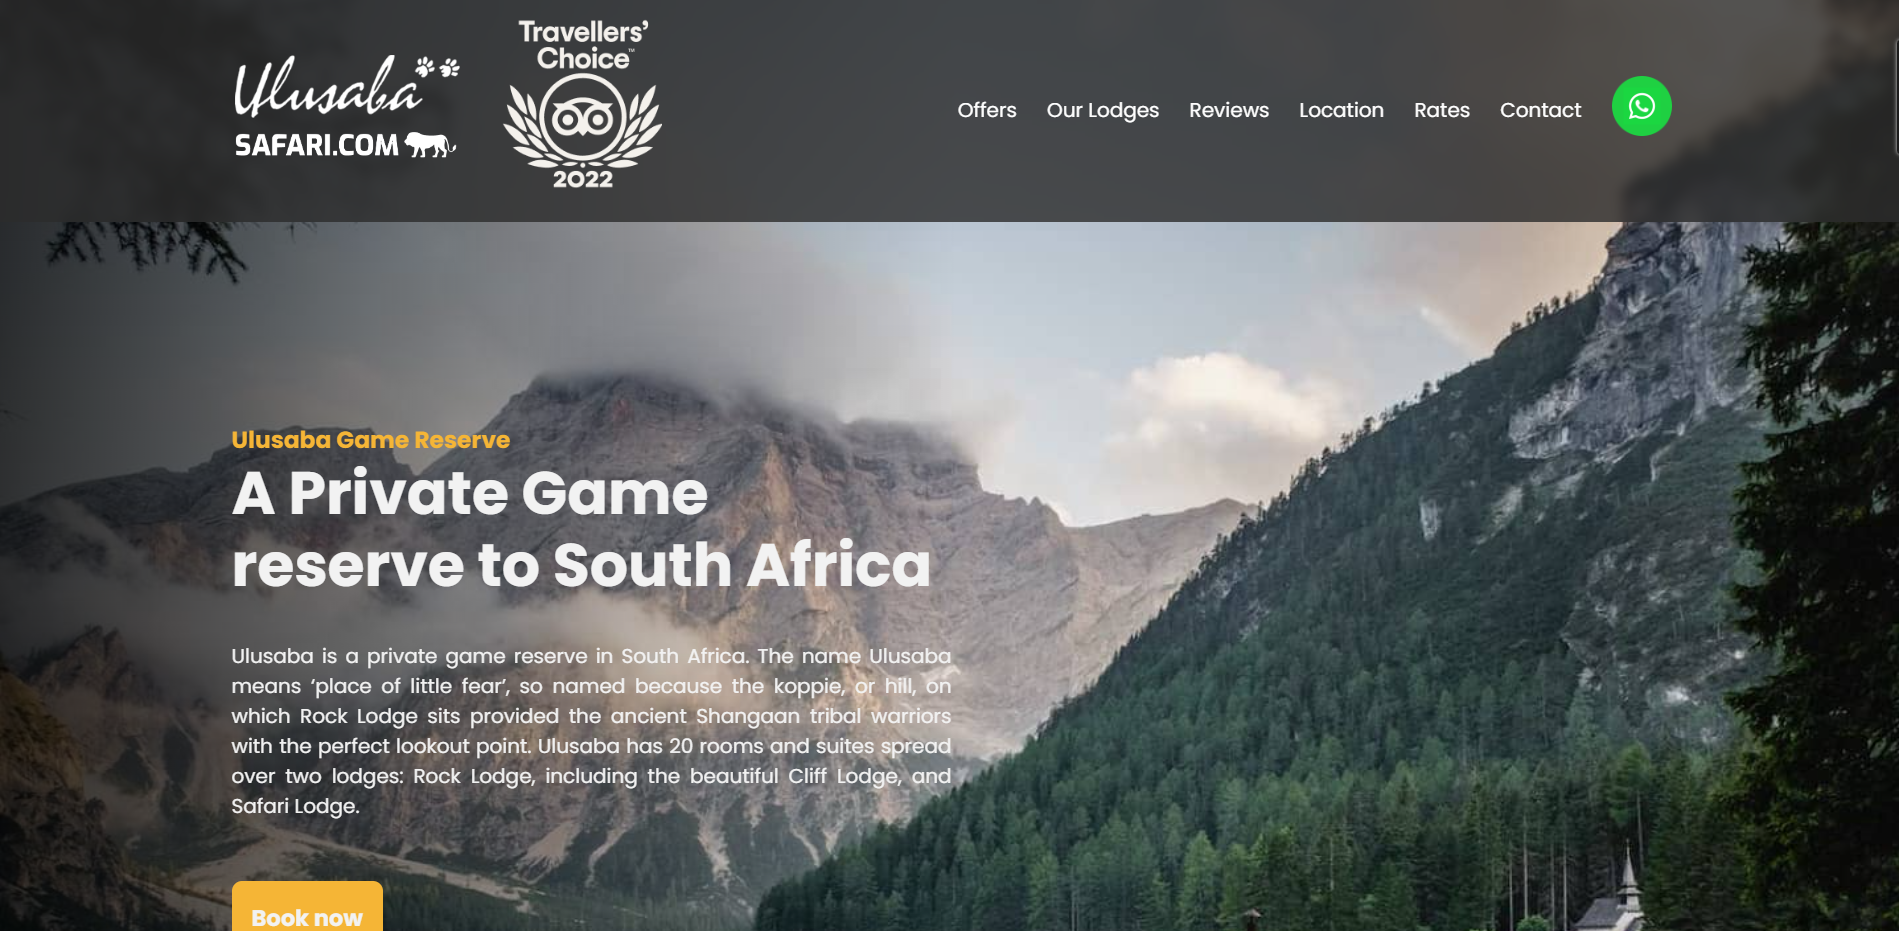 Ulusaba
SAFARI.COM
Travellers’
Choice™
2022
Offers
Our Lodges
Reviews
Location
Rates
Contact
Ulusaba Game Reserve
A Private Game
reserve to South Africa
Ulusaba is a private game reserve in South Africa. The name Ulusaba
means ‘place of little fear’, so named because the koppie, or hill, on
which Rock Lodge sits provided the ancient Shangaan tribal warriors
with the perfect lookout point. Ulusaba has 20 rooms and suites spread
over two lodges: Rock Lodge, including the beautiful Cliff Lodge, and
Safari Lodge.
Book now